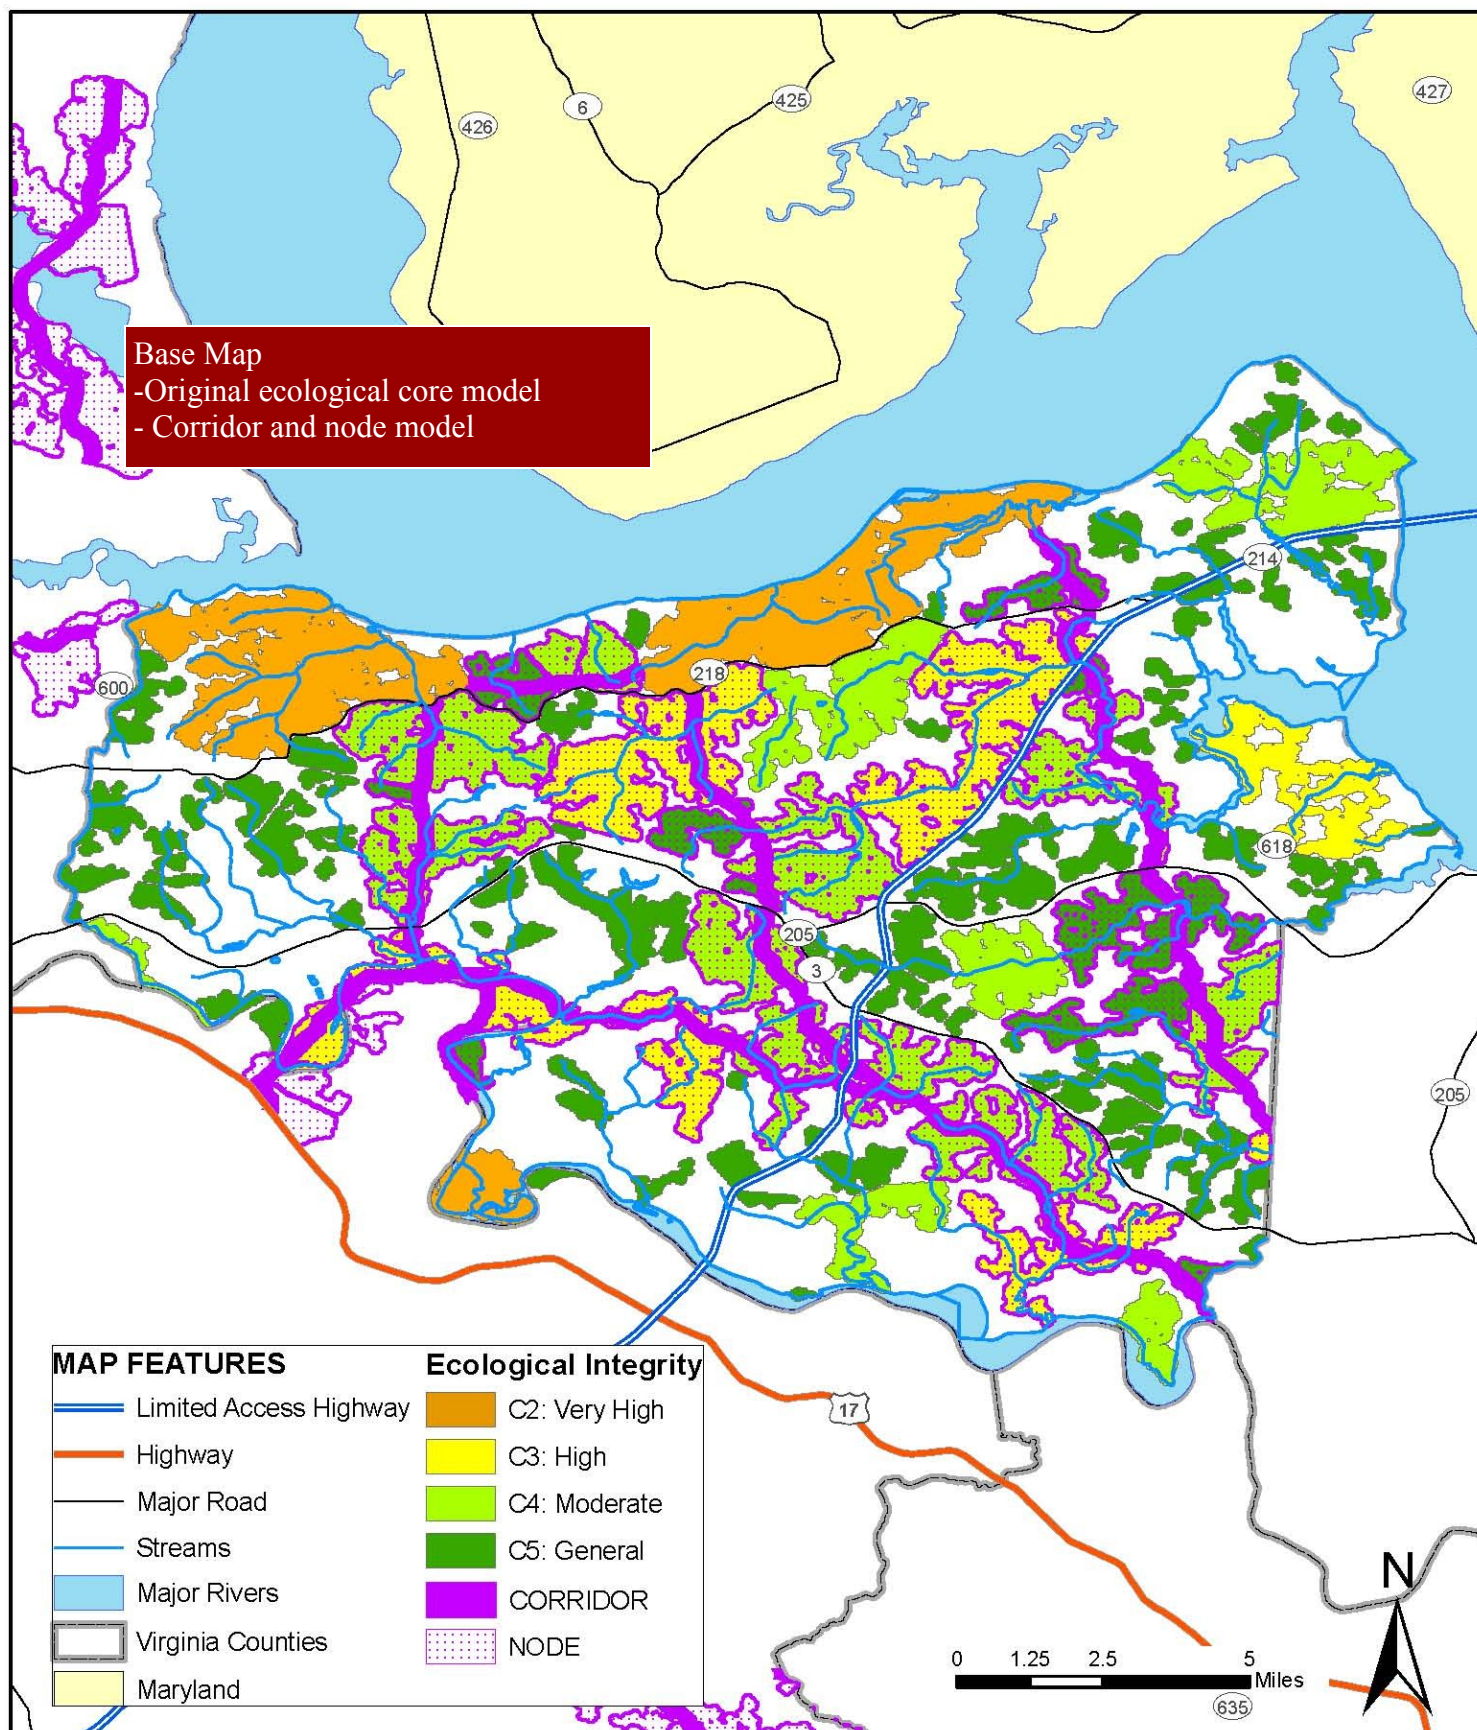 427
425
6
426
Base Map
-Original ecological core model
- Corridor and node model
214
218
600
618
205
3
205
MAP FEATURES
Limited Access Highway
Highway
Major Road
Streams
Major Rivers
Virginia Counties
Maryland
Ecological Integrity
C2: Very High
C3: High
C4: Moderate
C5: General
CORRIDOR
NODE
17
N
0 1.25 2.5 5
Miles
635